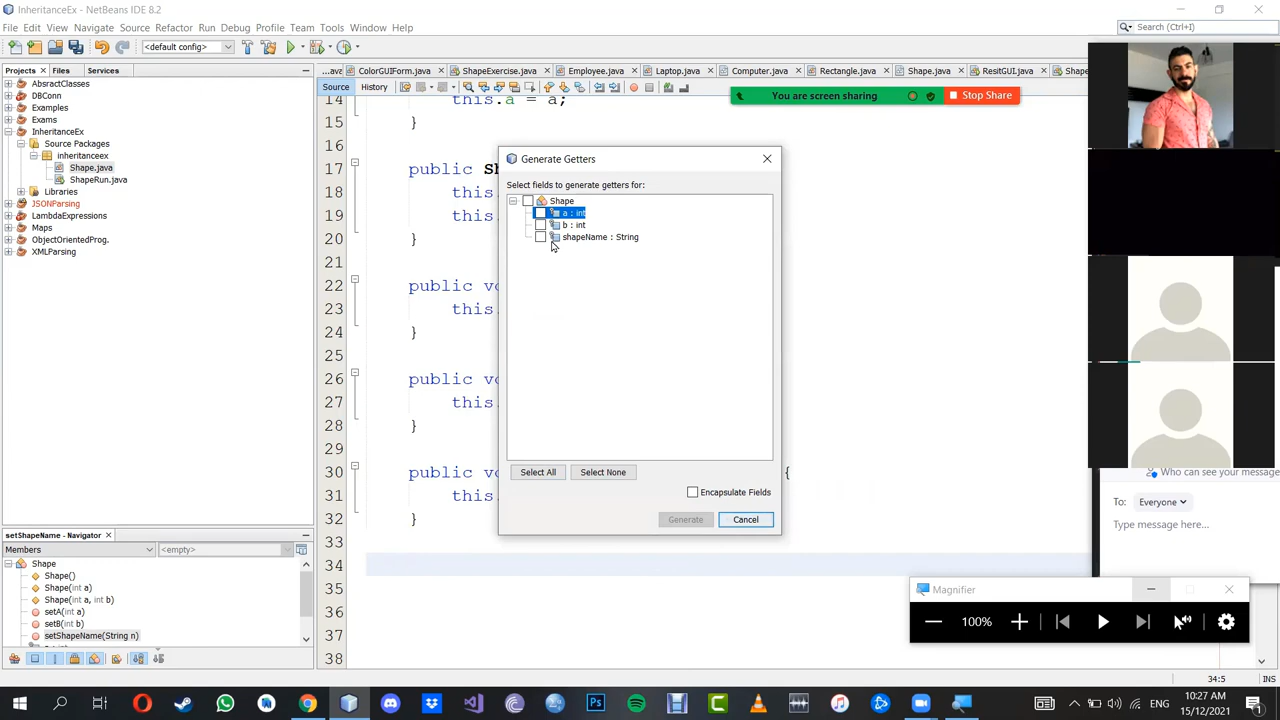 InheritanceEx - NetBeans IDE 8.2
File Edit View Navigate Source Refactor Run Debug Profile Team Tools Window Help
Search (Ctrl+I)
<default config>
Projects Files Services
...ava ColorGUIForm.java ShapeExercise.java Employee.java Laptop.java Computer.java Rectangle.java Shape.java ResitGUI.java Shape
Source History
You are screen sharing Stop Share
AbstractClasses
DBConn
Examples
Exams
InheritanceEx
Source Packages
inheritanceex
Shape.java
ShapeRun.java
Libraries
JSONParsing
LambdaExpressions
Maps
ObjectOrientedProg.
XMLParsing
14 this.a = a;
15 }
16
17 public Sh
18 this.
19 this.
20 }
21
22 public vo
23 this.
24 }
25
26 public vo
27 this.
28 }
29
30 public vo {
31 this.
32 }
33
34
35
36
37
38
Generate Getters
Select fields to generate getters for:
Shape
a : int
b : int
shapeName : String
Select All Select None
Encapsulate Fields
Generate Cancel
setShapeName - Navigator
Members <empty>
Shape
Shape()
Shape(int a)
Shape(int a, int b)
setA(int a)
setB(int b)
setShapeName(String n)
a : int
Who can see your message
To: Everyone
Type message here...
Magnifier
100%
34:5 INS
ENG
10:27 AM
15/12/2021